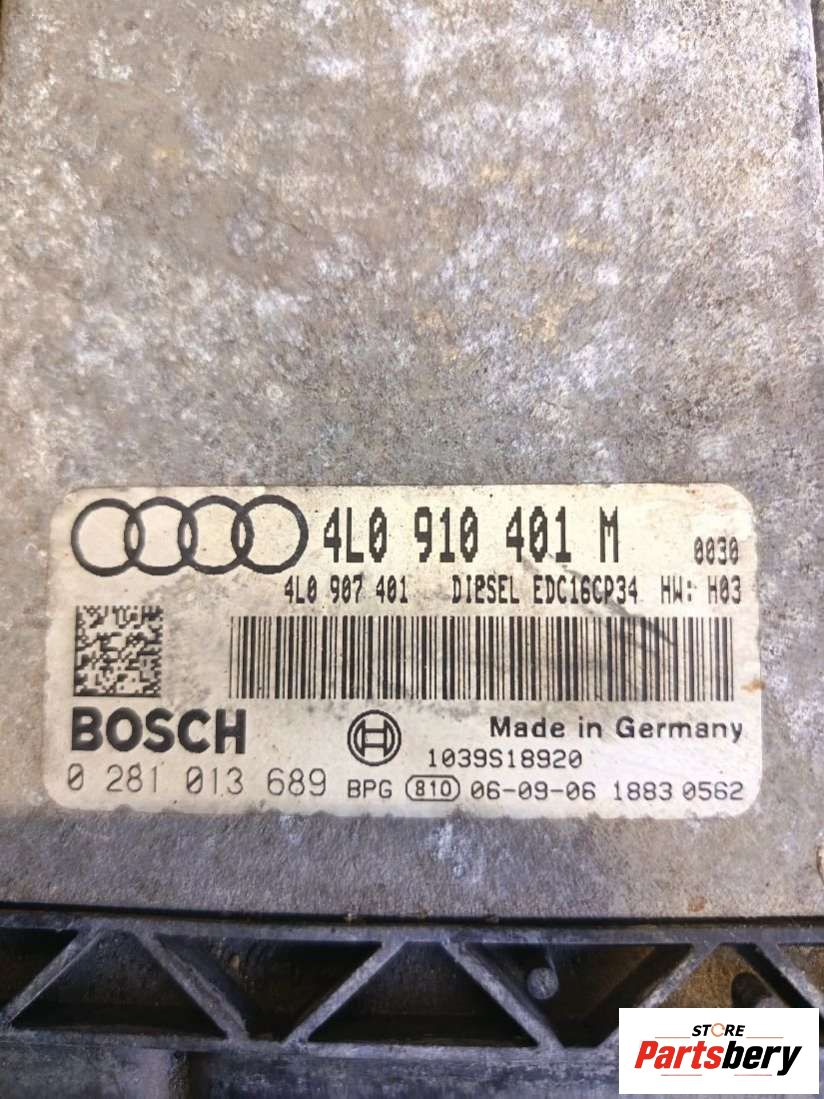 4L0 910 401 M 0030
4L0 907 401 DIESEL EDC16CP34 HW: H03
BOSCH Made in Germany
1039S18920
0 281 013 689 BPG 810 06-09-06 1883 0562
STORE
Partsbery